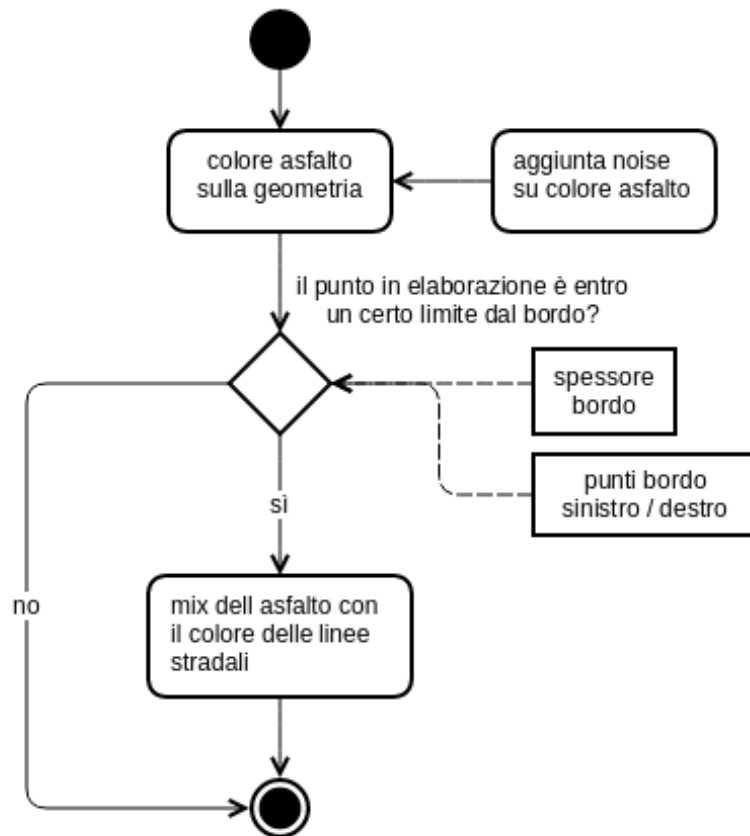 colore asfalto
sulla geometria
aggiunta noise
su colore asfalto
il punto in elaborazione è entro
un certo limite dal bordo?
spessore
bordo
punti bordo
sinistro / destro
sì
no
mix dell asfalto con
il colore delle linee
stradali